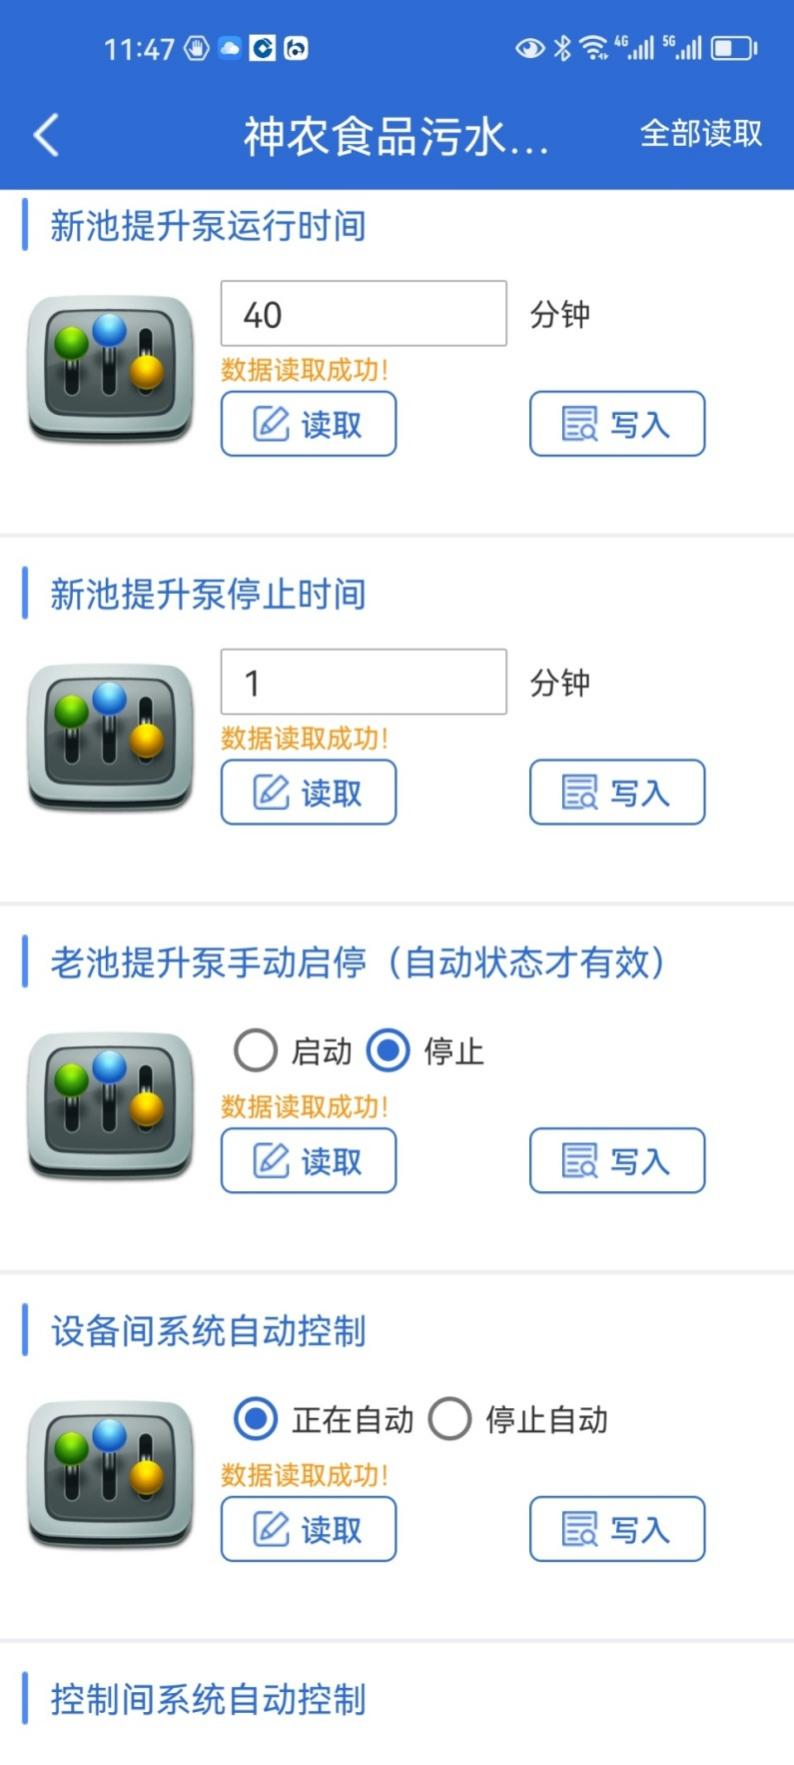 11:47 4G 5G
神农食品污水... 全部读取
新池提升泵运行时间
40 分钟
数据读取成功!
读取 写入
新池提升泵停止时间
1 分钟
数据读取成功!
读取 写入
老池提升泵手动启停（自动状态才有效）
启动 停止
数据读取成功!
读取 写入
设备间系统自动控制
正在自动 停止自动
数据读取成功!
读取 写入
控制间系统自动控制